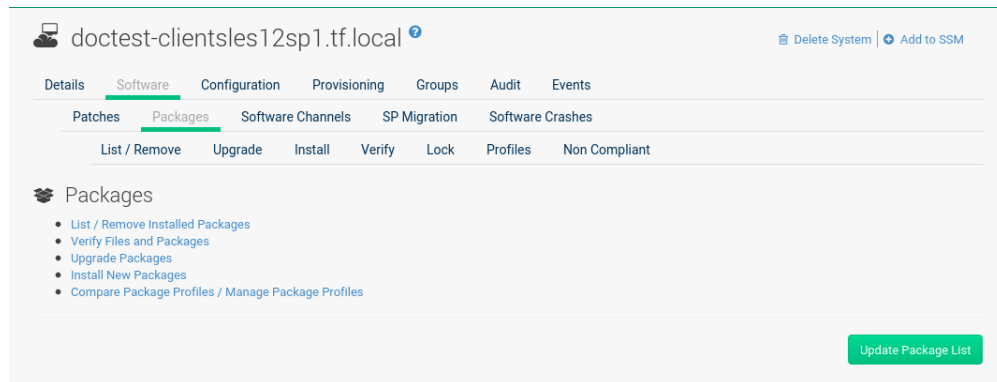 doctest-clientsles12sp1.tf.local ?
Delete System | Add to SSM
Details Software Configuration Provisioning Groups Audit Events
Patches Packages Software Channels SP Migration Software Crashes
List / Remove Upgrade Install Verify Lock Profiles Non Compliant
Packages
List / Remove Installed Packages
Verify Files and Packages
Upgrade Packages
Install New Packages
Compare Package Profiles / Manage Package Profiles
Update Package List